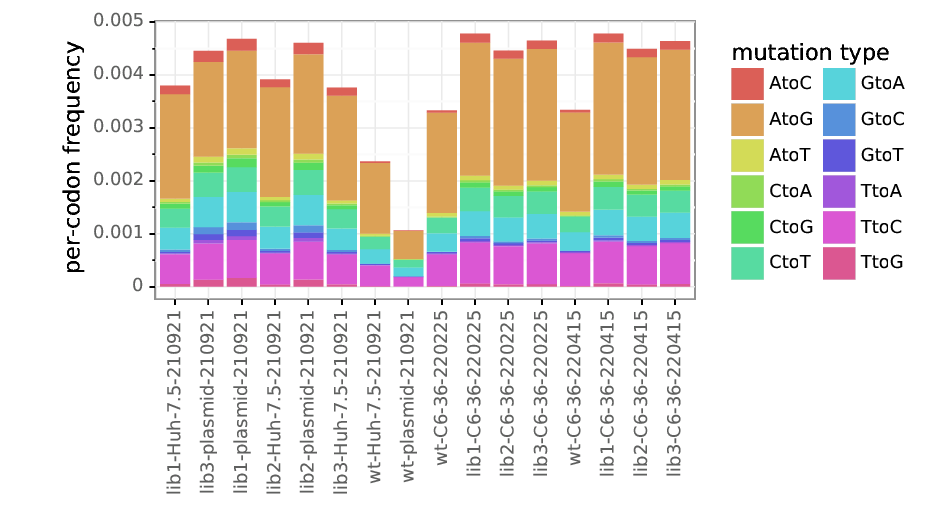 per-codon frequency
0.005
0.004
0.003
0.002
0.001
0
lib1-Huh-7.5-210921
lib3-plasmid-210921
lib1-plasmid-210921
lib2-Huh-7.5-210921
lib2-plasmid-210921
lib3-Huh-7.5-210921
wt-Huh-7.5-210921
wt-plasmid-210921
wt-C6-36-220225
lib1-C6-36-220225
lib2-C6-36-220225
lib3-C6-36-220225
wt-C6-36-220415
lib1-C6-36-220415
lib2-C6-36-220415
lib3-C6-36-220415
mutation type
AtoC
AtoG
AtoT
CtoA
CtoG
CtoT
GtoA
GtoC
GtoT
TtoA
TtoC
TtoG